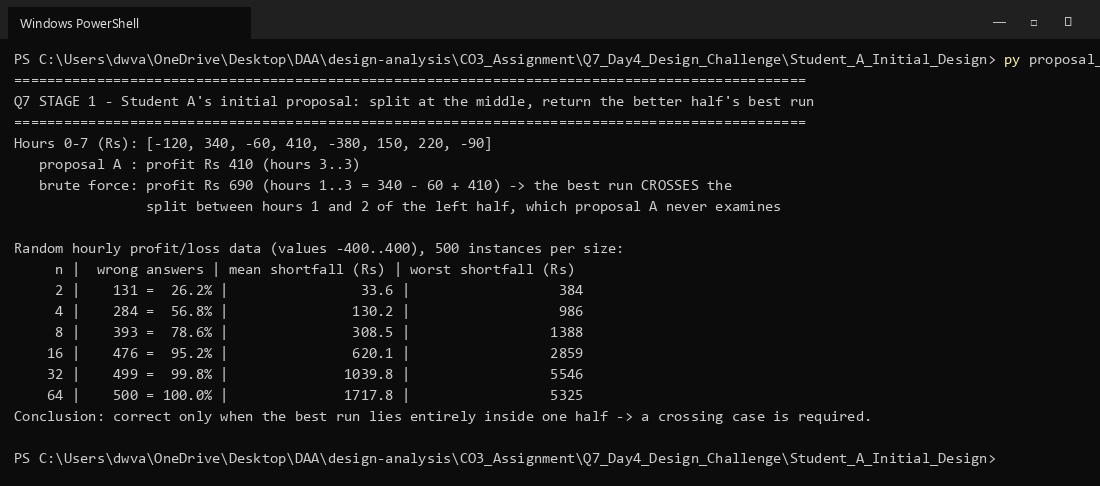 Windows PowerShell
PS C:\Users\dwva\OneDrive\Desktop\DAA\design-analysis\CO3_Assignment\Q7_Day4_Design_Challenge\Student_A_Initial_Design> py proposal_
================================================================================================
Q7 STAGE 1 - Student A's initial proposal: split at the middle, return the better half's best run
================================================================================================
Hours 0-7 (Rs): [-120, 340, -60, 410, -380, 150, 220, -90]
   proposal A : profit Rs 410 (hours 3..3)
   brute force: profit Rs 690 (hours 1..3 = 340 - 60 + 410) -> the best run CROSSES the
                split between hours 1 and 2 of the left half, which proposal A never examines

Random hourly profit/loss data (values -400..400), 500 instances per size:
     n |  wrong answers | mean shortfall (Rs) | worst shortfall (Rs)
     2 |    131 =  26.2% |                33.6 |                  384
     4 |    284 =  56.8% |               130.2 |                  986
     8 |    393 =  78.6% |               308.5 |                 1388
    16 |    476 =  95.2% |               620.1 |                 2859
    32 |    499 =  99.8% |              1039.8 |                 5546
    64 |    500 = 100.0% |              1717.8 |                 5325
Conclusion: correct only when the best run lies entirely inside one half -> a crossing case is required.

PS C:\Users\dwva\OneDrive\Desktop\DAA\design-analysis\CO3_Assignment\Q7_Day4_Design_Challenge\Student_A_Initial_Design>